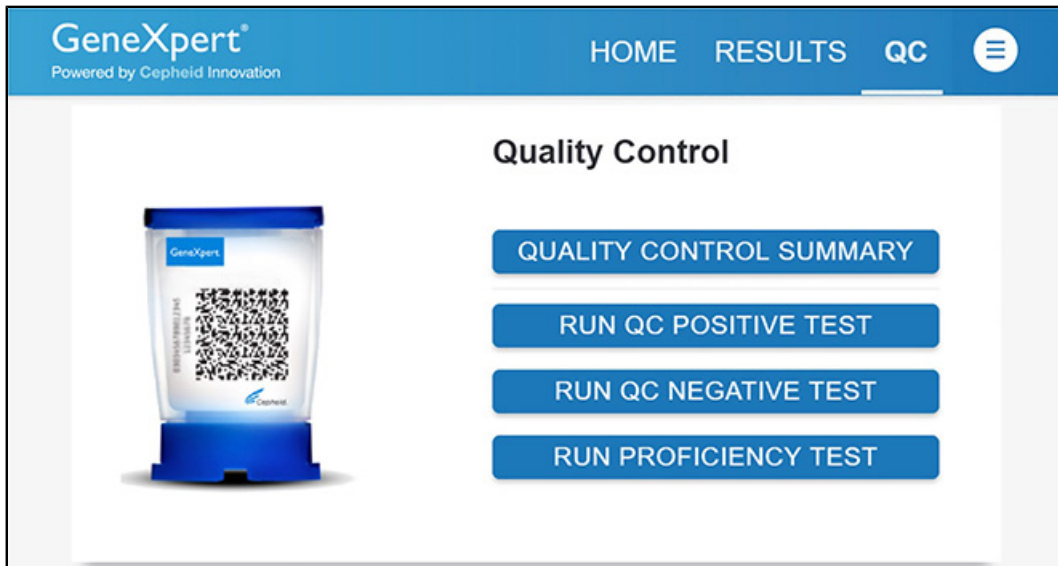 GeneXpert®
Powered by Cepheid Innovation
HOME RESULTS QC
Quality Control
GeneXpert
Cepheid.
QUALITY CONTROL SUMMARY
RUN QC POSITIVE TEST
RUN QC NEGATIVE TEST
RUN PROFICIENCY TEST